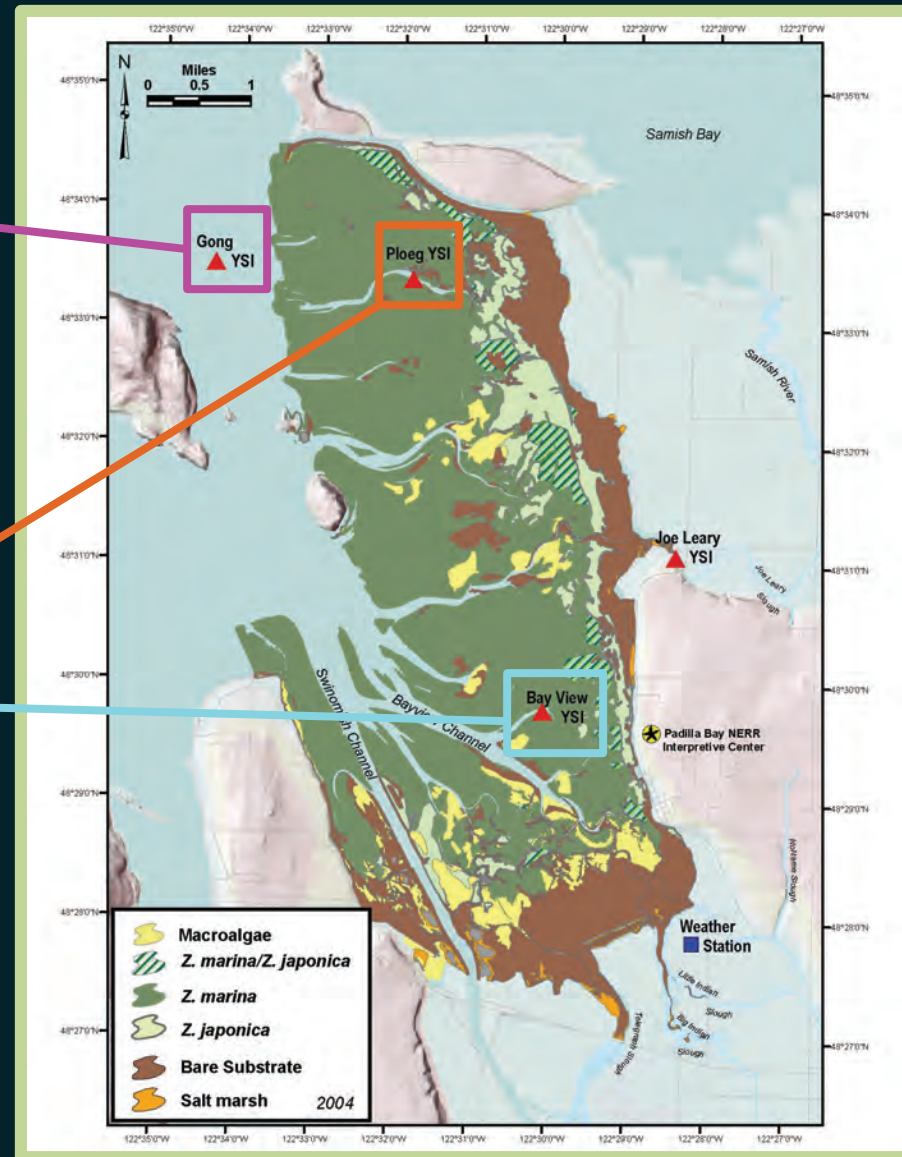 122°35'0"W 122°34'0"W 122°33'0"W 122°32'0"W 122°31'0"W 122°30'0"W 122°29'0"W 122°28'0"W 122°27'0"W
N
Miles
0 0.5 1
48°35'0"N
48°35'0"N
Samish Bay
48°34'0"N
48°34'0"N
Gong
YSI
Ploeg YSI
48°33'0"N
48°33'0"N
Samish River
48°32'0"N
48°32'0"N
Joe Leary
YSI
48°31'0"N
48°31'0"N
Joe Leary
Slough
48°30'0"N
48°30'0"N
Swinomish Channel
Bayview Channel
Bay View
YSI
Padilla Bay NERR
Interpretive Center
48°29'0"N
48°29'0"N
NoName Slough
48°28'0"N
48°28'0"N
Weather
Station
Macroalgae
Z. marina/Z. japonica
Z. marina
Z. japonica
Bare Substrate
Salt marsh 2004
Little Indian
Slough
Big Indian
Slough
Telegraph Slough
48°27'0"N
48°27'0"N
122°35'0"W 122°34'0"W 122°33'0"W 122°32'0"W 122°31'0"W 122°30'0"W 122°29'0"W 122°28'0"W 122°27'0"W